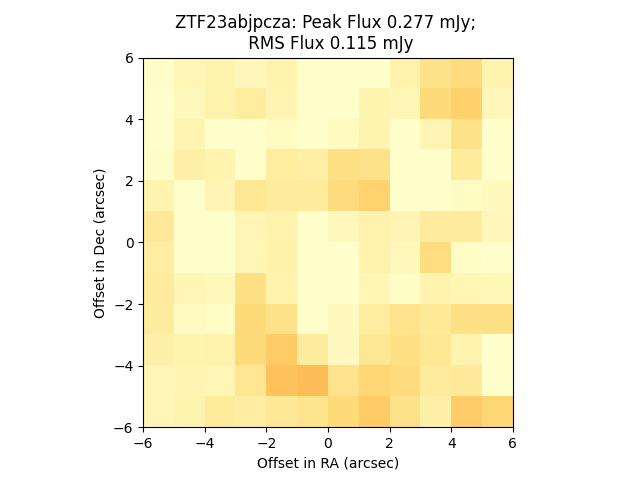 ZTF23abjpcza: Peak Flux 0.277 mJy;
RMS Flux 0.115 mJy
6
4
2
0
−2
−4
−6
Offset in Dec (arcsec)
−6 −4 −2 0 2 4 6
Offset in RA (arcsec)